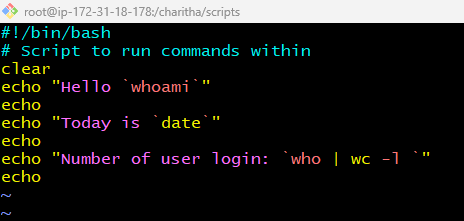 root@ip-172-31-18-178:/charitha/scripts
#!/bin/bash
# Script to run commands within
clear
echo "Hello `whoami`"
echo
echo "Today is `date`"
echo
echo "Number of user login: `who | wc -l `"
echo
~
~